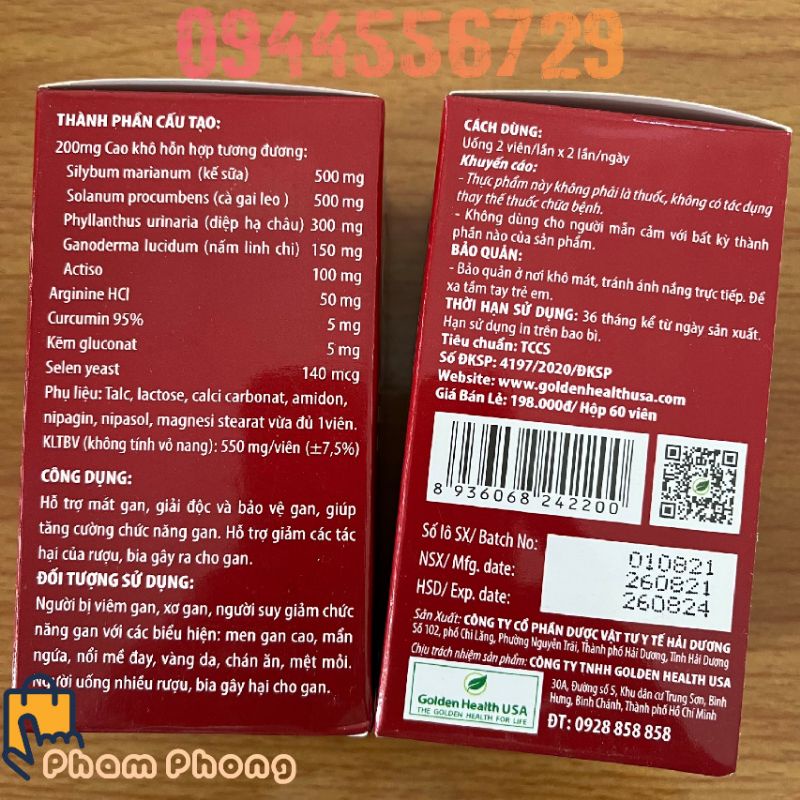 0944556729
THÀNH PHẦN CẤU TẠO:
200mg Cao khô hỗn hợp tương đương:
Silybum marianum (kế sữa) 500 mg
Solanum procumbens (cà gai leo ) 500 mg
Phyllanthus urinaria (diệp hạ châu) 300 mg
Ganoderma lucidum (nấm linh chi) 150 mg
Actiso 100 mg
Arginine HCl 50 mg
Curcumin 95% 5 mg
Kẽm gluconat 5 mg
Selen yeast 140 mcg
Phụ liệu: Talc, lactose, calci carbonat, amidon,
nipagin, nipasol, magnesi stearat vừa đủ 1viên.
KLTBV (không tính vỏ nang): 550 mg/viên (±7,5%)
CÔNG DỤNG:
Hỗ trợ mát gan, giải độc và bảo vệ gan, giúp
tăng cường chức năng gan. Hỗ trợ giảm các tác
hại của rượu, bia gây ra cho gan.
ĐỐI TƯỢNG SỬ DỤNG:
Người bị viêm gan, xơ gan, người suy giảm chức
năng gan với các biểu hiện: men gan cao, mẩn
ngứa, nổi mề đay, vàng da, chán ăn, mệt mỏi.
Người uống nhiều rượu, bia gây hại cho gan.
CÁCH DÙNG:
Uống 2 viên/lần x 2 lần/ngày
Khuyến cáo:
- Thực phẩm này không phải là thuốc, không có tác dụng
thay thế thuốc chữa bệnh.
- Không dùng cho người mẫn cảm với bất kỳ thành
phần nào của sản phẩm.
BẢO QUẢN:
- Bảo quản ở nơi khô mát, tránh ánh nắng trực tiếp. Để
xa tầm tay trẻ em.
THỜI HẠN SỬ DỤNG: 36 tháng kể từ ngày sản xuất.
Hạn sử dụng in trên bao bì.
Tiêu chuẩn: TCCS
Số ĐKSP: 4197/2020/ĐKSP
Website: www.goldenhealthusa.com
Giá Bán Lẻ: 198.000đ/ Hộp 60 viên
8 936068 242200
Số lô SX/ Batch No: 010821
NSX/ Mfg. date: 260821
HSD/ Exp. date: 260824
Sản Xuất: CÔNG TY CỔ PHẦN DƯỢC VẬT TƯ Y TẾ HẢI DƯƠNG
Số 102, phố Chi Lăng, Phường Nguyễn Trãi, Thành phố Hải Dương, Tỉnh Hải Dương
Chịu trách nhiệm sản phẩm: CÔNG TY TNHH GOLDEN HEALTH USA
30A, Đường số 5, Khu dân cư Trung Sơn, Bình
Hưng, Bình Chánh, Thành phố Hồ Chí Minh
ĐT: 0928 858 858
Golden Health USA
THE GOLDEN HEALTH FOR LIFE
Pham Phong